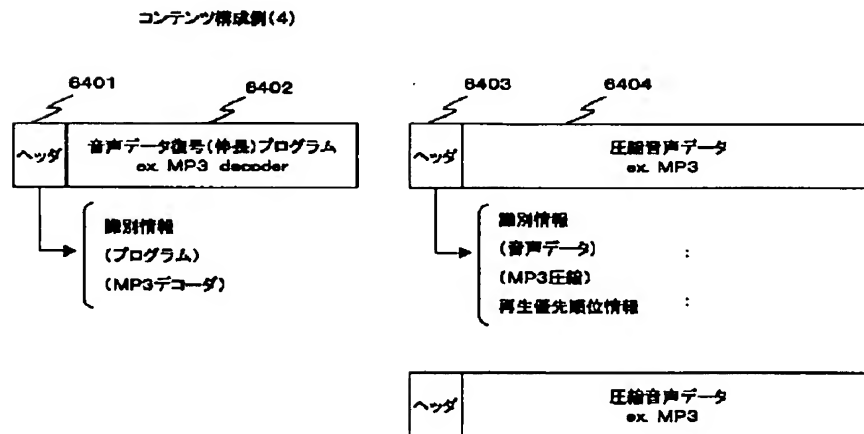 コンテンツ構成例(4)
6401
6402
6403
6404
ヘッダ
音声データ復号(伸長)プログラム
ex. MP3 decoder
ヘッダ
圧縮音声データ
ex. MP3
識別情報
(プログラム)
(MP3デコーダ)
識別情報
(音声データ)
(MP3圧縮)
再生優先順位情報
ヘッダ
圧縮音声データ
ex. MP3